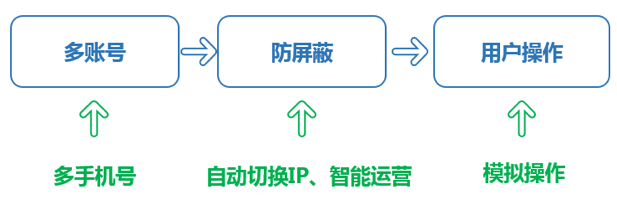 多账号
防屏蔽
用户操作
多手机号
自动切换IP、智能运营
模拟操作